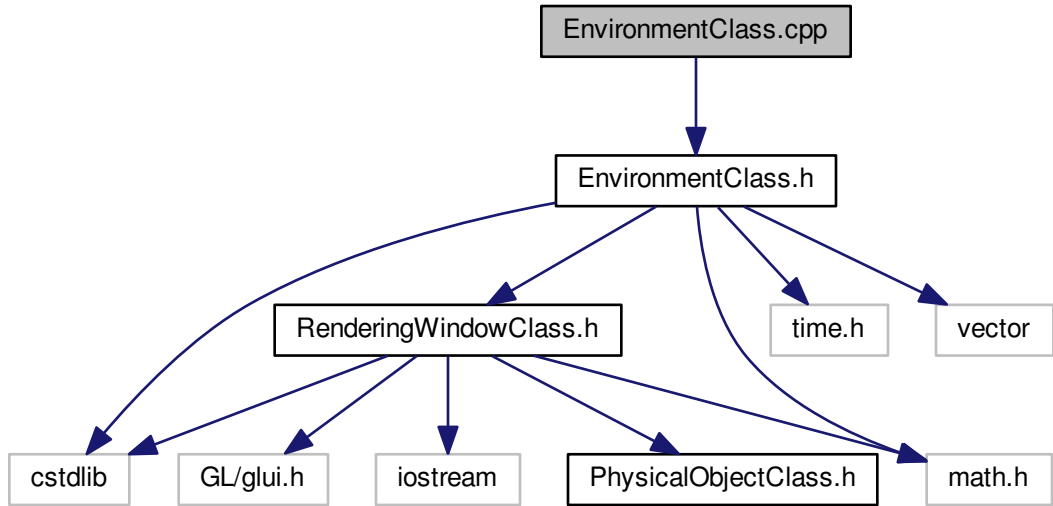 EnvironmentClass.cpp
EnvironmentClass.h
RenderingWindowClass.h
time.h
vector
cstdlib
GL/glui.h
iostream
PhysicalObjectClass.h
math.h